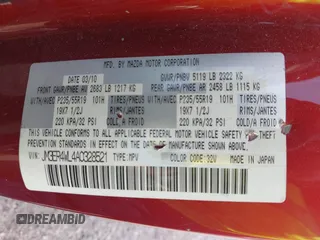 MFD BY MAZDA MOTOR CORPORATION
DATE 03/10 GVWR/PNBV 5119 LB 2322 KG
FRONT GAWR/PNBE AV 2683 LB 1217 KG REAR GAWR/PNBE AR 2458 LB 1115 KG
WITH/AVEC P235/55R19 101H TIRES/PNEUS WITH/AVEC P235/55R19 101H TIRES/PNEUS
19X7 1/2J RIMS/JANTES 19X7 1/2J RIMS/JANTES
220 KPA/32 PSI COLD/A FROID 220 KPA/32 PSI COLD/A FROID
THIS VEHICLE CONFORMS TO ALL APPLICABLE U.S. FEDERAL MOTOR VEHICLE
SAFETY AND THEFT PREVENTION STANDARDS IN EFFECT ON
THE DATE OF MANUFACTURE SHOWN ABOVE
COLOR CODE: 32V MADE IN JAPAN
©BIDFAX.INFO